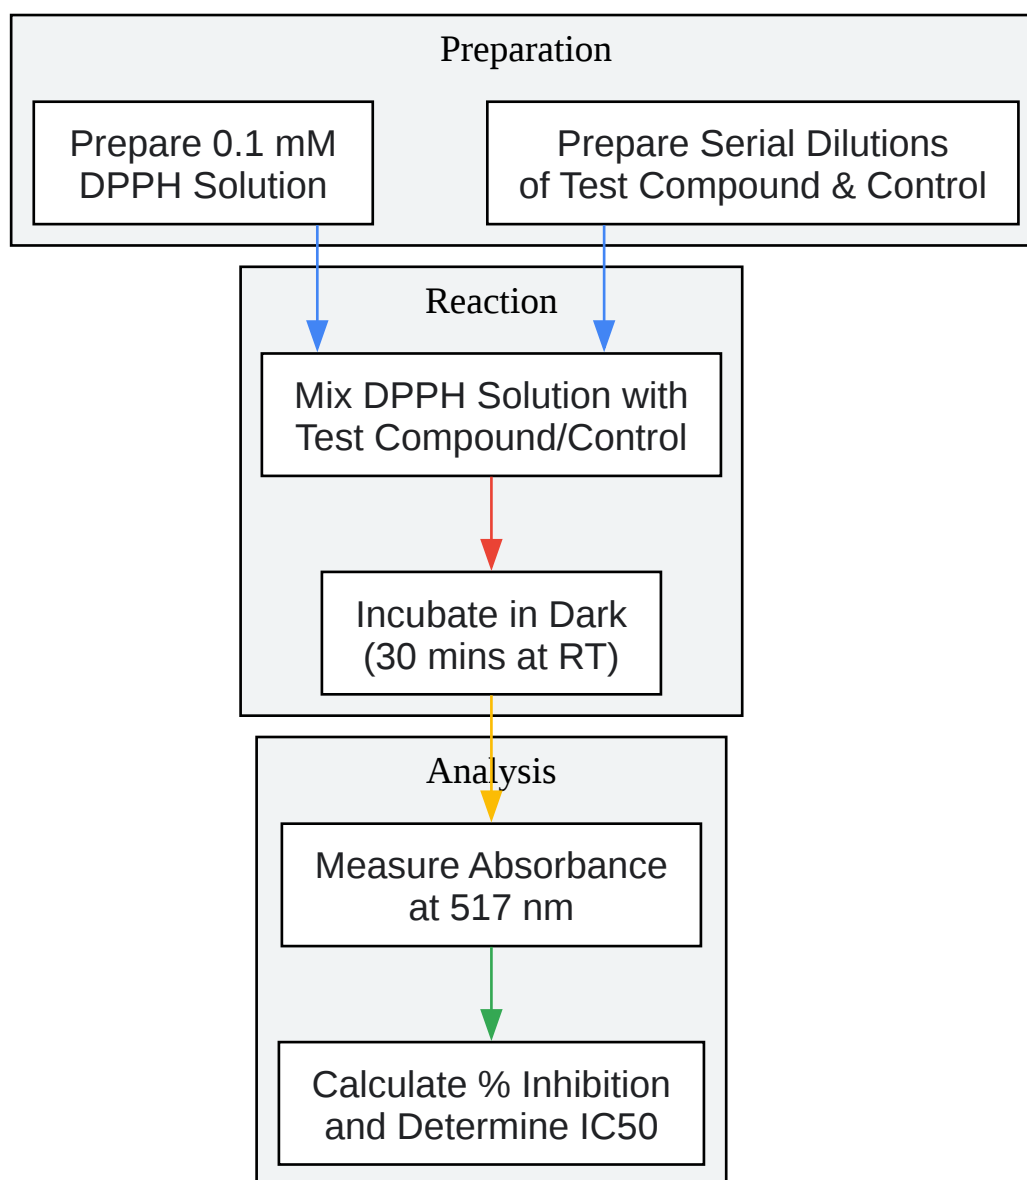 Preparation
Prepare 0.1 mM
DPPH Solution
Prepare Serial Dilutions
of Test Compound & Control
Reaction
Mix DPPH Solution with
Test Compound/Control
Incubate in Dark
(30 mins at RT)
Analysis
Measure Absorbance
at 517 nm
Calculate % Inhibition
and Determine IC50